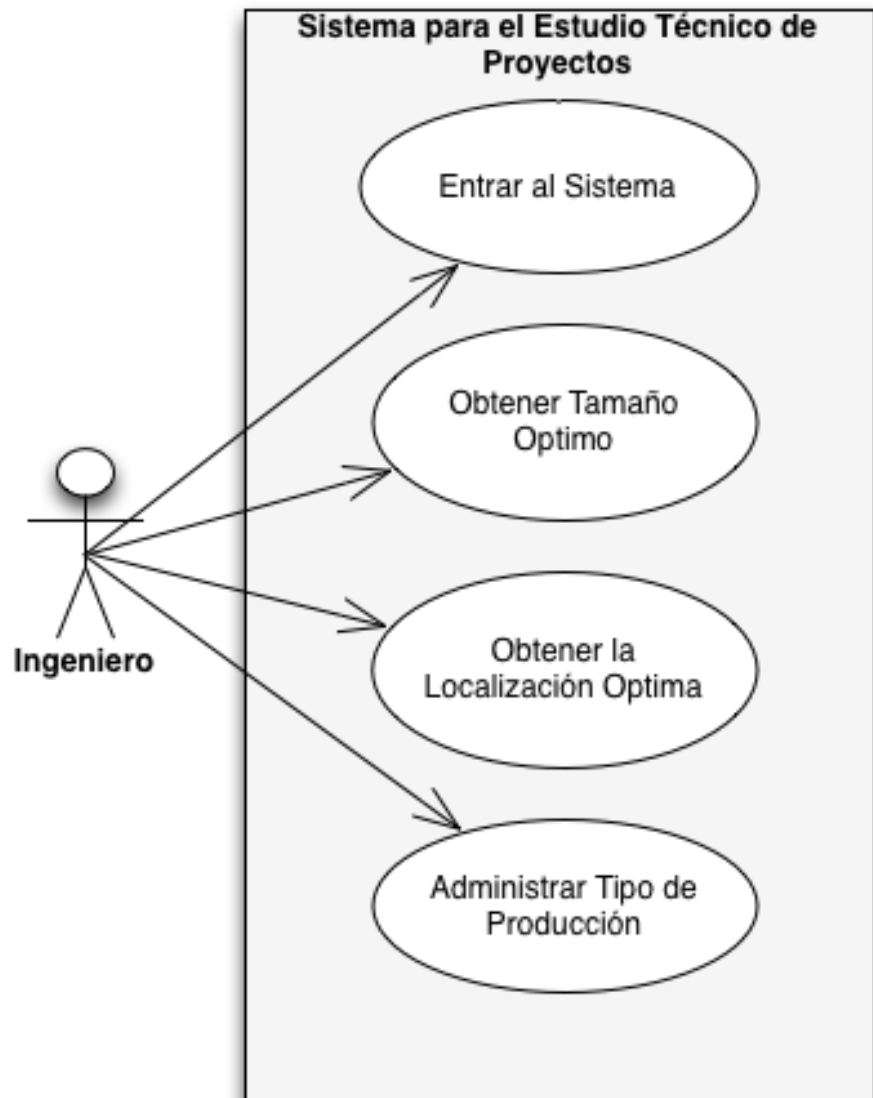 Sistema para el Estudio Técnico de
Proyectos
Entrar al Sistema
Obtener Tamaño
Optimo
Ingeniero
Obtener la
Localización Optima
Administrar Tipo de
Producción